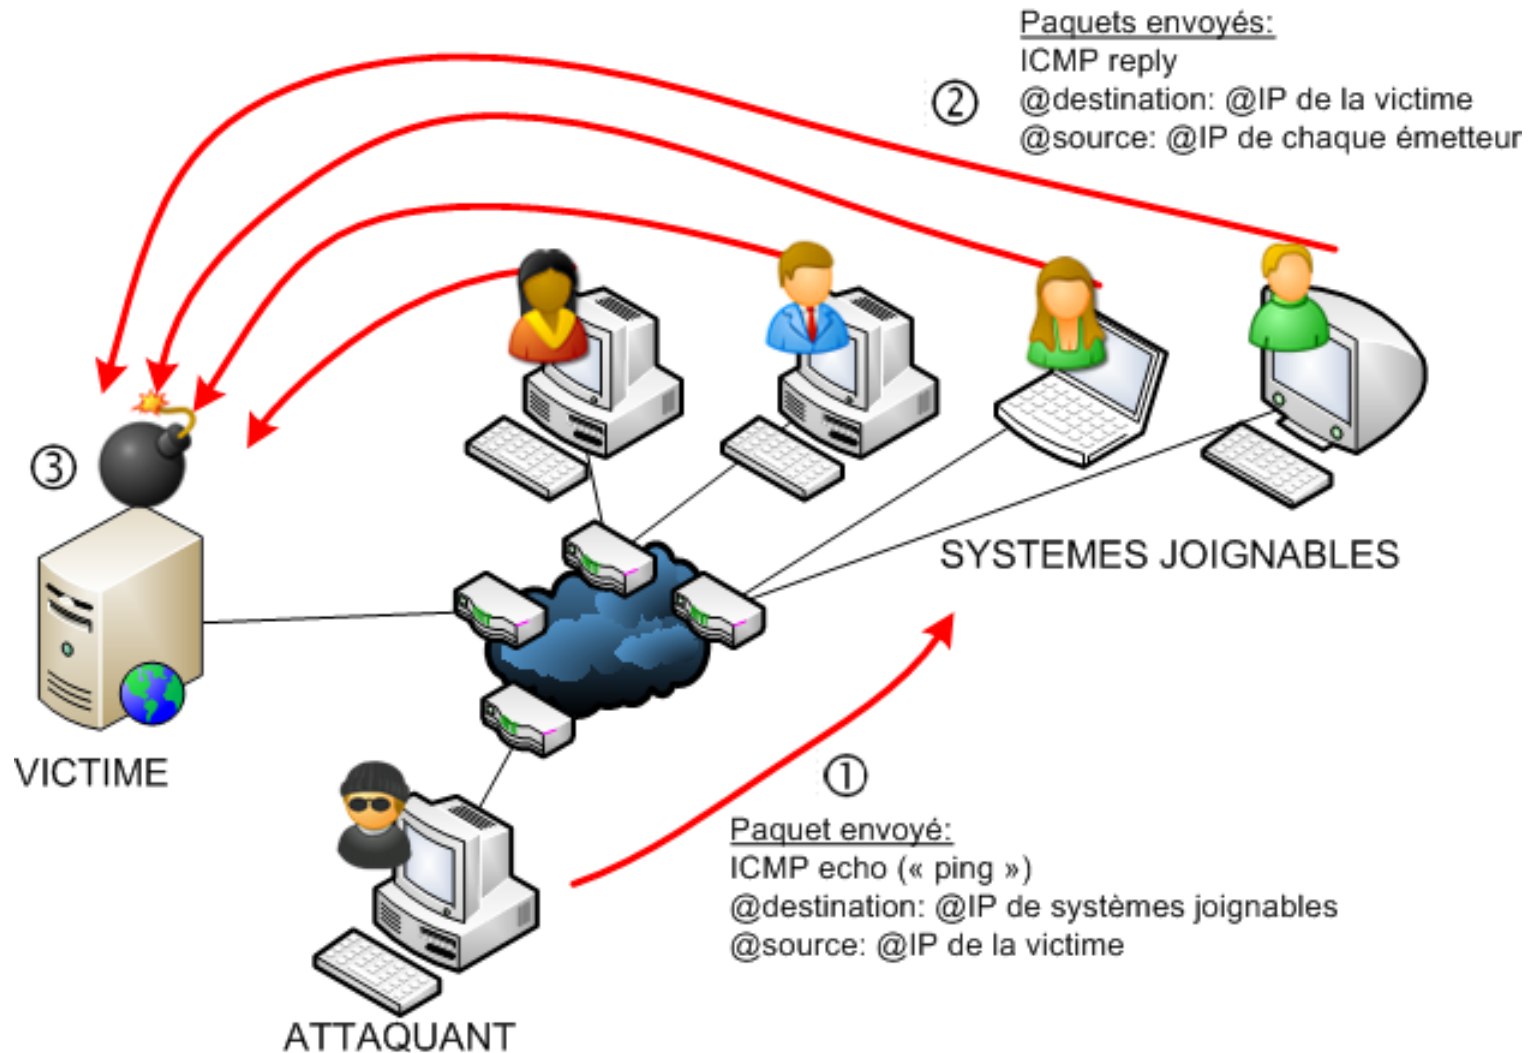 Paquets envoyés:
ICMP reply
@destination: @IP de la victime
@source: @IP de chaque émetteur
2
3
SYSTEMES JOIGNABLES
VICTIME
1
Paquet envoyé:
ICMP echo (« ping »)
@destination: @IP de systèmes joignables
@source: @IP de la victime
ATTAQUANT